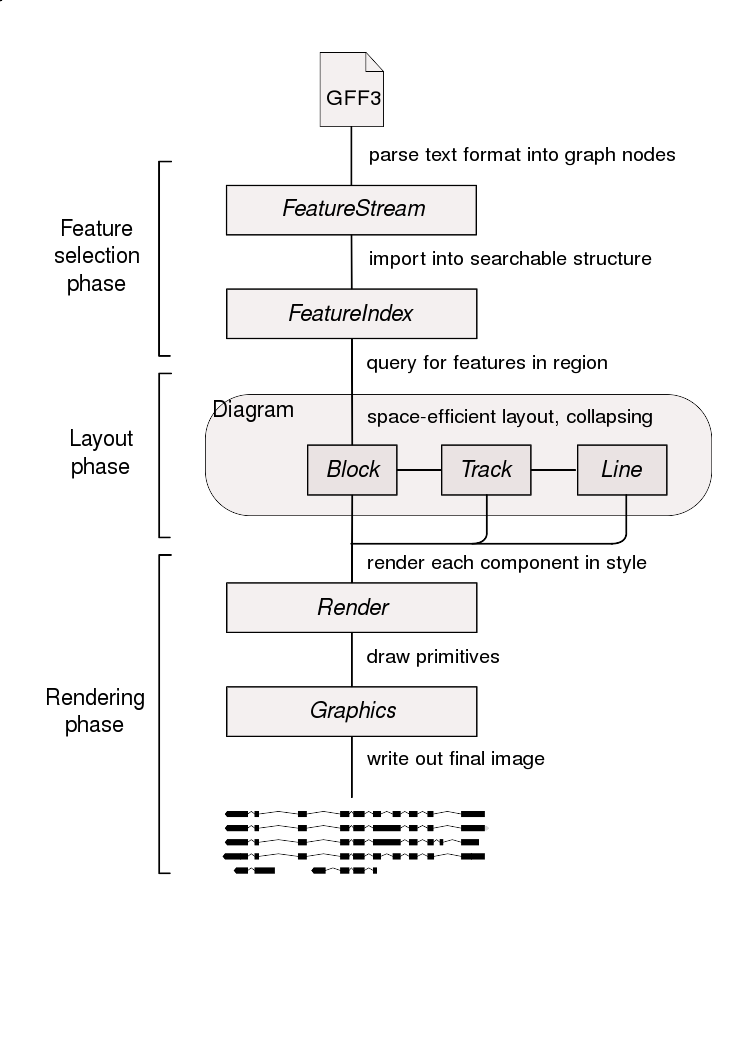 GFF3
parse text format into graph nodes
Feature
selection
phase
FeatureStream
import into searchable structure
FeatureIndex
query for features in region
Layout
phase
Diagram
space-efficient layout, collapsing
Block
Track
Line
render each component in style
Rendering
phase
Render
draw primitives
Graphics
write out final image